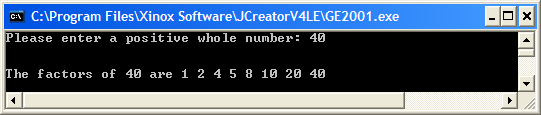 C:\Program Files\Xinox Software\JCreatorV4LE\GE2001.exe
Please enter a positive whole number: 40
The factors of 40 are 1 2 4 5 8 10 20 40